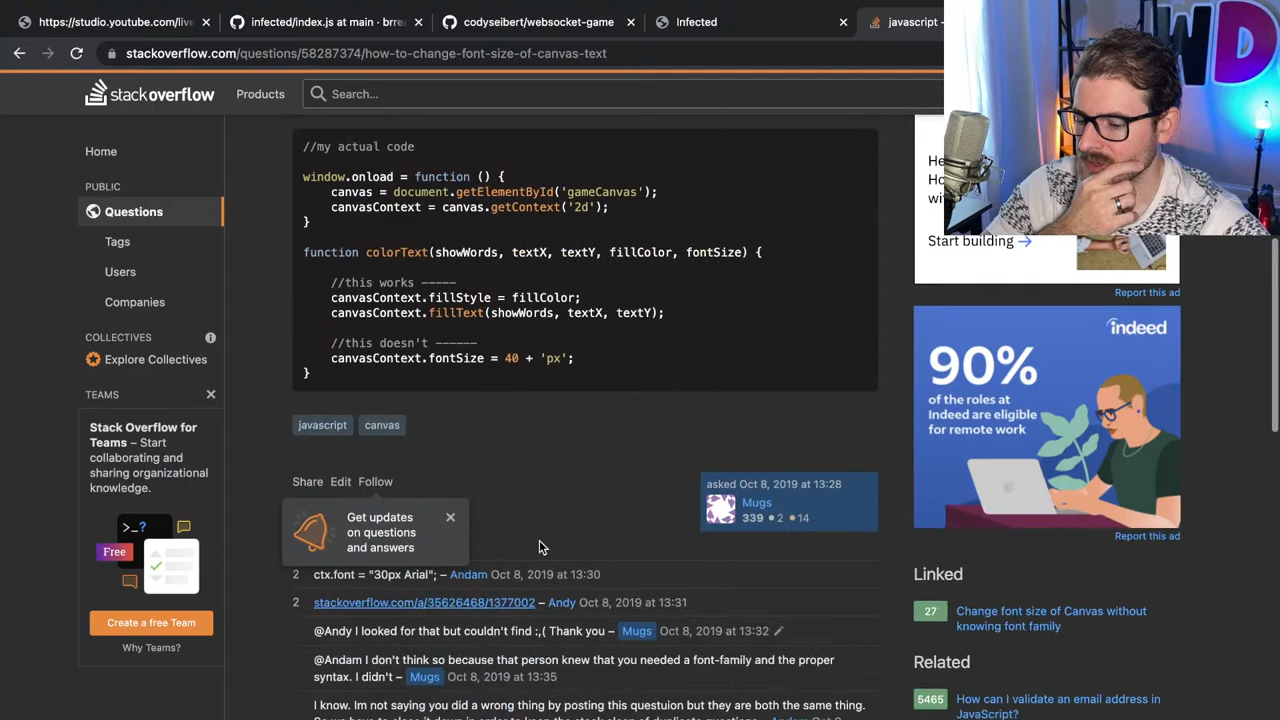 https://studio.youtube.com/live
infected/index.js at main · brrea
codyseibert/websocket-game
Infected
javascript -
stackoverflow.com/questions/58287374/how-to-change-font-size-of-canvas-text
WD
stackoverflow
Products
Search...
Home
PUBLIC
Questions
Tags
Users
Companies
COLLECTIVES
Explore Collectives
TEAMS
Stack Overflow for
Teams – Start
collaborating and
sharing organizational
knowledge.
>_?
Free
Create a free Team
Why Teams?
//my actual code
window.onload = function () {
canvas = document.getElementById('gameCanvas');
canvasContext = canvas.getContext('2d');
}
function colorText(showWords, textX, textY, fillColor, fontSize) {
//this works -----
canvasContext.fillStyle = fillColor;
canvasContext.fillText(showWords, textX, textY);
//this doesn't ------
canvasContext.fontSize = 40 + 'px';
}
javascript
canvas
Share Edit Follow
asked Oct 8, 2019 at 13:28
Mugs
339 2 14
Get updates
on questions
and answers
2 ctx.font = "30px Arial"; – Andam Oct 8, 2019 at 13:30
2 stackoverflow.com/a/35626468/1377002 – Andy Oct 8, 2019 at 13:31
@Andy I looked for that but couldn't find :,( Thank you – Mugs Oct 8, 2019 at 13:32
@Andam I don't think so because that person knew that you needed a font-family and the proper
syntax. I didn't – Mugs Oct 8, 2019 at 13:35
I know. Im not saying you did a wrong thing by posting this questuion but they are both the same thing.
Start building
Report this ad
indeed
90%
of the roles at
Indeed are eligible
for remote work
Report this ad
Linked
27 Change font size of Canvas without
knowing font family
Related
5465 How can I validate an email address in
JavaScript?